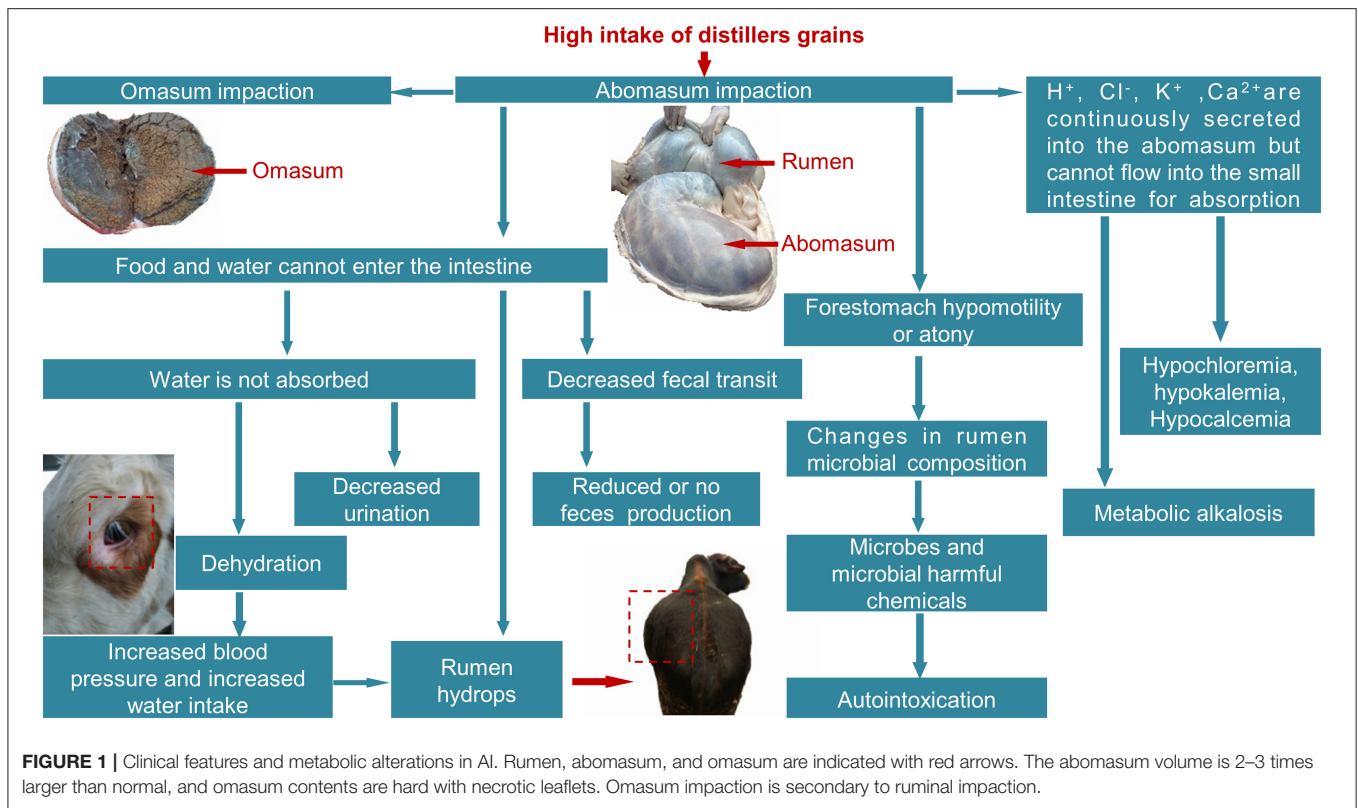 High intake of distillers grains
Omasum impaction
Abomasum impaction
H⁺, Cl⁻, K⁺ ,Ca²⁺are
continuously secreted
into the abomasum but
cannot flow into the small
intestine for absorption
Omasum
Rumen
Abomasum
Food and water cannot enter the intestine
Forestomach hypomotility
or atony
Water is not absorbed
Decreased fecal transit
Hypochloremia,
hypokalemia,
Hypocalcemia
Changes in rumen
microbial composition
Decreased
urination
Reduced or no
feces production
Metabolic alkalosis
Dehydration
Microbes and
microbial harmful
chemicals
Increased blood
pressure and increased
water intake
Rumen
hydrops
Autointoxication
FIGURE 1 | Clinical features and metabolic alterations in AI. Rumen, abomasum, and omasum are indicated with red arrows. The abomasum volume is 2–3 times
larger than normal, and omasum contents are hard with necrotic leaflets. Omasum impaction is secondary to ruminal impaction.